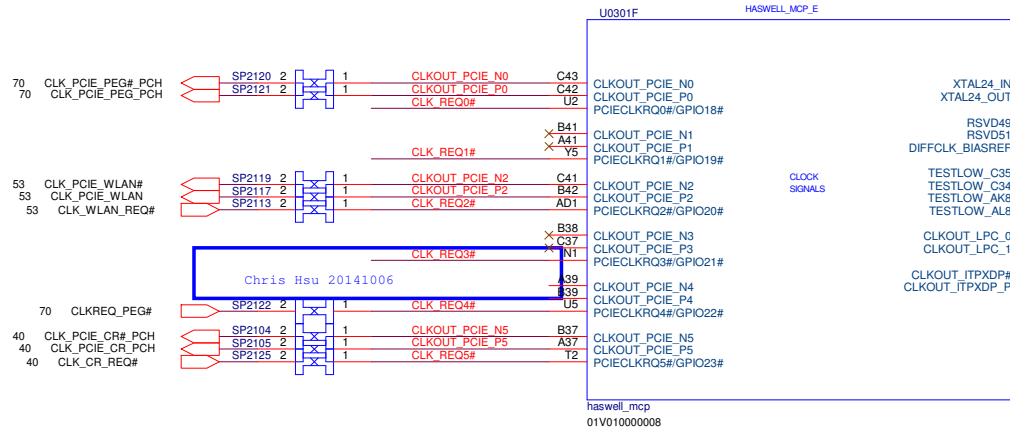 U0301F
HASWELL_MCP_E
70 CLK_PCIE_PEG#_PCH SP2120 2 1 CLKOUT_PCIE_N0 C43 CLKOUT_PCIE_N0 XTAL24_IN
70 CLK_PCIE_PEG_PCH SP2121 2 1 CLKOUT_PCIE_P0 C42 CLKOUT_PCIE_P0 XTAL24_OUT
CLK_REQ0# U2 PCIECLKRQ0#/GPIO18#
RSVD49
B41 CLKOUT_PCIE_N1 RSVD51
A41 CLKOUT_PCIE_P1 DIFFCLK_BIASREF
CLK_REQ1# Y5 PCIECLKRQ1#/GPIO19#
TESTLOW_C35
53 CLK_PCIE_WLAN# SP2119 2 1 CLKOUT_PCIE_N2 C41 CLKOUT_PCIE_N2 CLOCK TESTLOW_C34
53 CLK_PCIE_WLAN SP2117 2 1 CLKOUT_PCIE_P2 B42 CLKOUT_PCIE_P2 SIGNALS TESTLOW_AK8
53 CLK_WLAN_REQ# SP2113 2 1 CLK_REQ2# AD1 PCIECLKRQ2#/GPIO20# TESTLOW_AL8
B38 CLKOUT_PCIE_N3 CLKOUT_LPC_0
C37 CLKOUT_PCIE_P3 CLKOUT_LPC_1
CLK_REQ3# N1 PCIECLKRQ3#/GPIO21#
CLKOUT_ITPXDP#
Chris Hsu 20141006 A39 CLKOUT_PCIE_N4 CLKOUT_ITPXDP_P
B39 CLKOUT_PCIE_P4
70 CLKREQ_PEG# SP2122 2 1 CLK_REQ4# U5 PCIECLKRQ4#/GPIO22#
40 CLK_PCIE_CR#_PCH SP2104 2 1 CLKOUT_PCIE_N5 B37 CLKOUT_PCIE_N5
40 CLK_PCIE_CR_PCH SP2105 2 1 CLKOUT_PCIE_P5 A37 CLKOUT_PCIE_P5
40 CLK_CR_REQ# SP2125 2 1 CLK_REQ5# T2 PCIECLKRQ5#/GPIO23#
haswell_mcp
01V010000008